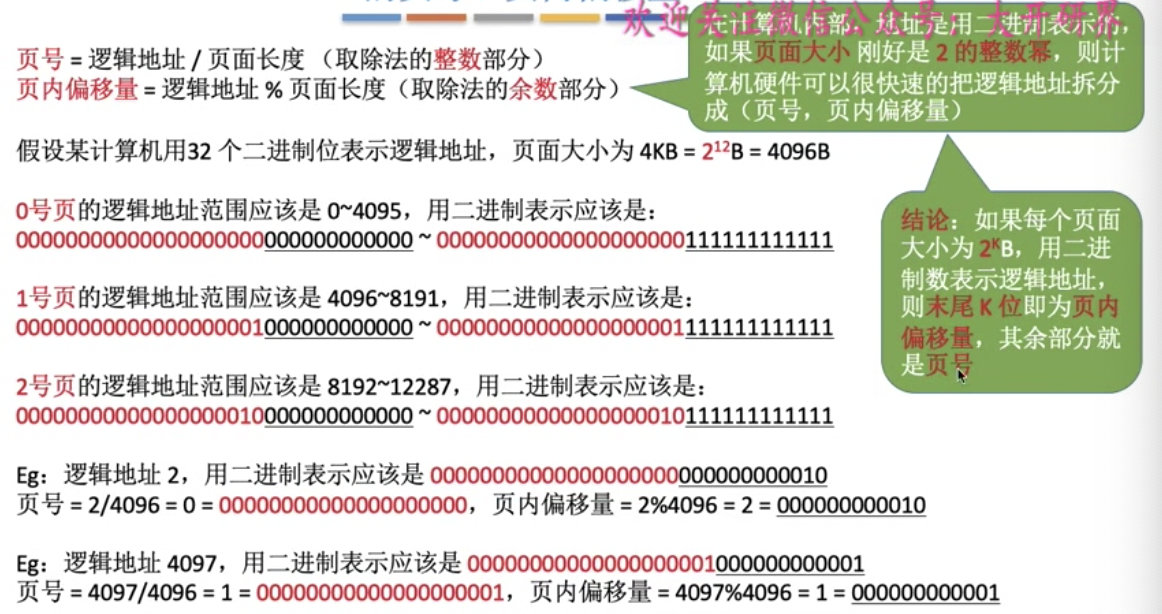 欢迎关注微信公众号：大开研界
在计算机内部，地址是用二进制表示的，
如果页面大小 刚好是 2 的整数幂，则计
算机硬件可以很快速的把逻辑地址拆分
成（页号，页内偏移量）
页号 = 逻辑地址 / 页面长度 （取除法的整数部分）
页内偏移量 = 逻辑地址 % 页面长度（取除法的余数部分）
假设某计算机用32 个二进制位表示逻辑地址，页面大小为 4KB = 2¹²B = 4096B
0号页的逻辑地址范围应该是 0~4095，用二进制表示应该是：
00000000000000000000000000000000 ~ 00000000000000000000111111111111
1号页的逻辑地址范围应该是 4096~8191，用二进制表示应该是：
00000000000000000001000000000000 ~ 00000000000000000001111111111111
2号页的逻辑地址范围应该是 8192~12287，用二进制表示应该是：
00000000000000000010000000000000 ~ 00000000000000000010111111111111
结论：如果每个页面
大小为 2ᴷB，用二进
制数表示逻辑地址，
则末尾 K 位即为页内
偏移量，其余部分就
是页号
Eg：逻辑地址 2，用二进制表示应该是 00000000000000000000000000000010
页号 = 2/4096 = 0 = 00000000000000000000，页内偏移量 = 2%4096 = 2 = 000000000010
Eg：逻辑地址 4097，用二进制表示应该是 00000000000000000001000000000001
页号 = 4097/4096 = 1 = 00000000000000000001，页内偏移量 = 4097%4096 = 1 = 000000000001